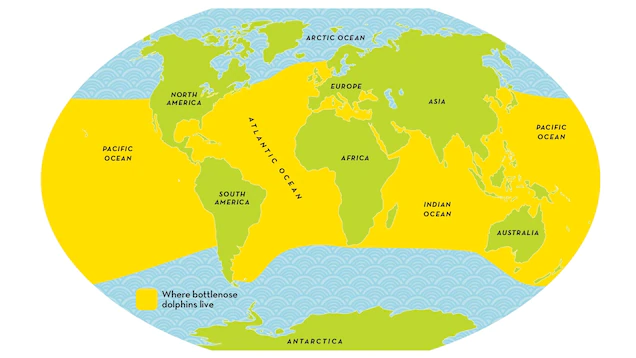 ARCTIC OCEAN
NORTH
AMERICA
EUROPE
ASIA
PACIFIC
OCEAN
ATLANTIC OCEAN
AFRICA
PACIFIC
OCEAN
SOUTH
AMERICA
INDIAN
OCEAN
AUSTRALIA
Where bottlenose
dolphins live
ANTARCTICA